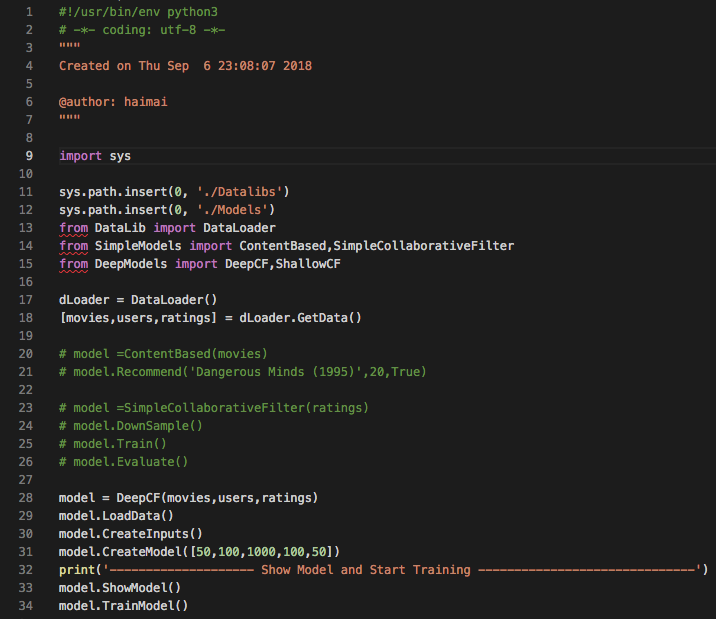 1 #!/usr/bin/env python3
2 # -*- coding: utf-8 -*-
3 """
4 Created on Thu Sep  6 23:08:07 2018
5
6 @author: haimai
7 """
8
9 import sys
10
11 sys.path.insert(0, './Datalibs')
12 sys.path.insert(0, './Models')
13 from DataLib import DataLoader
14 from SimpleModels import ContentBased,SimpleCollaborativeFilter
15 from DeepModels import DeepCF,ShallowCF
16
17 dLoader = DataLoader()
18 [movies,users,ratings] = dLoader.GetData()
19
20 # model =ContentBased(movies)
21 # model.Recommend('Dangerous Minds (1995)',20,True)
22
23 # model =SimpleCollaborativeFilter(ratings)
24 # model.DownSample()
25 # model.Train()
26 # model.Evaluate()
27
28 model = DeepCF(movies,users,ratings)
29 model.LoadData()
30 model.CreateInputs()
31 model.CreateModel([50,100,1000,100,50])
32 print('-------------------- Show Model and Start Training ------------------------------')
33 model.ShowModel()
34 model.TrainModel()